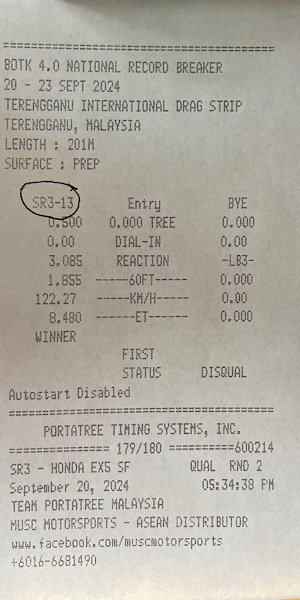 BOTK 4.0 NATIONAL RECORD BREAKER
20 - 23 SEPT 2024
TERENGGANU INTERNATIONAL DRAG STRIP
TERENGGANU, MALAYSIA
LENGTH : 201M
SURFACE : PREP
SR3-13 Entry BYE
0.500 0.000 TREE 0.000
0.00 DIAL-IN 0.00
3.085 REACTION -LB3-
1.855 -----60FT----- 0.000
122.27 -----KM/H----- 0.00
8.480 ------ET------ 0.000
WINNER
FIRST
STATUS DISQUAL
Autostart Disabled
PORTATREE TIMING SYSTEMS, INC.
=============== 179/180 ==========600214
SR3 - HONDA EX5 SF QUAL RND 2
September 20, 2024 05:34:38 PM
TEAM PORTATREE MALAYSIA
MUSC MOTORSPORTS - ASEAN DISTRIBUTOR
www.facebook.com/muscmotorsports
+6016-6681490